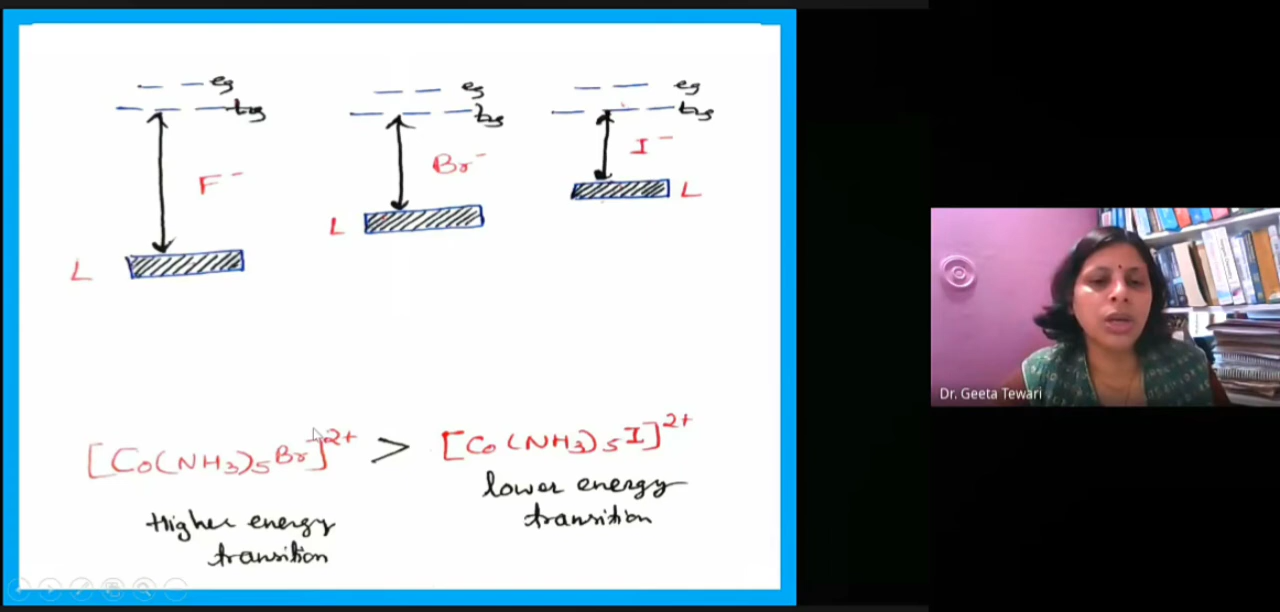 eg
t2g
F⁻
L
eg
t2g
Br⁻
L
eg
t2g
I⁻
L
[Co(NH3)5Br]²⁺ > [Co(NH3)5I]²⁺
lower energy
transition
Higher energy
transition
Dr. Geeta Tewari